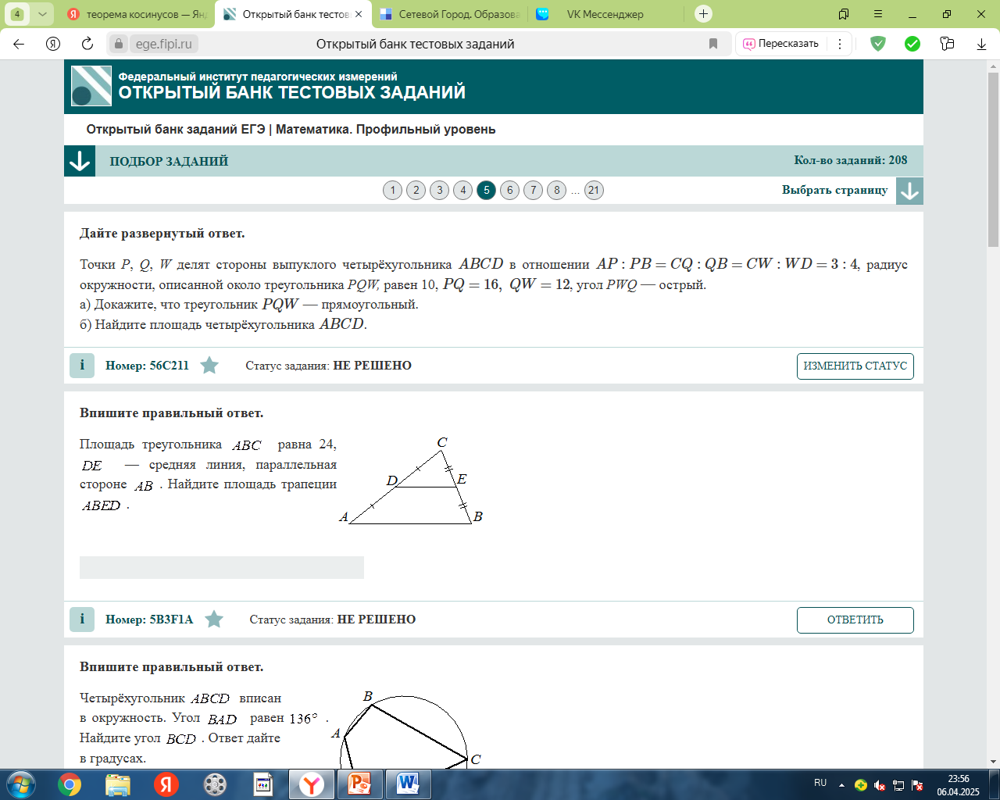 4
теорема косинусов — Янд
Открытый банк тестов
Сетевой Город. Образова
VK Мессенджер
ege.fipi.ru
Открытый банк тестовых заданий
Пересказать
Федеральный институт педагогических измерений
ОТКРЫТЫЙ БАНК ТЕСТОВЫХ ЗАДАНИЙ
Открытый банк заданий ЕГЭ | Математика. Профильный уровень
ПОДБОР ЗАДАНИЙ
Кол-во заданий: 208
1 2 3 4 5 6 7 8 ... 21
Выбрать страницу
Дайте развернутый ответ.
Точки P, Q, W делят стороны выпуклого четырёхугольника ABCD в отношении AP : PB = CQ : QB = CW : WD = 3 : 4, радиус
окружности, описанной около треугольника PQW, равен 10, PQ = 16, QW = 12, угол PWQ — острый.
а) Докажите, что треугольник PQW — прямоугольный.
б) Найдите площадь четырёхугольника ABCD.
i
Номер: 56C211
Статус задания: НЕ РЕШЕНО
ИЗМЕНИТЬ СТАТУС
Впишите правильный ответ.
Площадь треугольника ABC равна 24,
DE — средняя линия, параллельная
стороне AB . Найдите площадь трапеции
ABED .
C
D
E
A
B
i
Номер: 5B3F1A
Статус задания: НЕ РЕШЕНО
ОТВЕТИТЬ
Впишите правильный ответ.
Четырёхугольник ABCD вписан
в окружность. Угол BAD равен 136° .
Найдите угол BCD . Ответ дайте
в градусах.
B
A
C
RU
23:56
06.04.2025